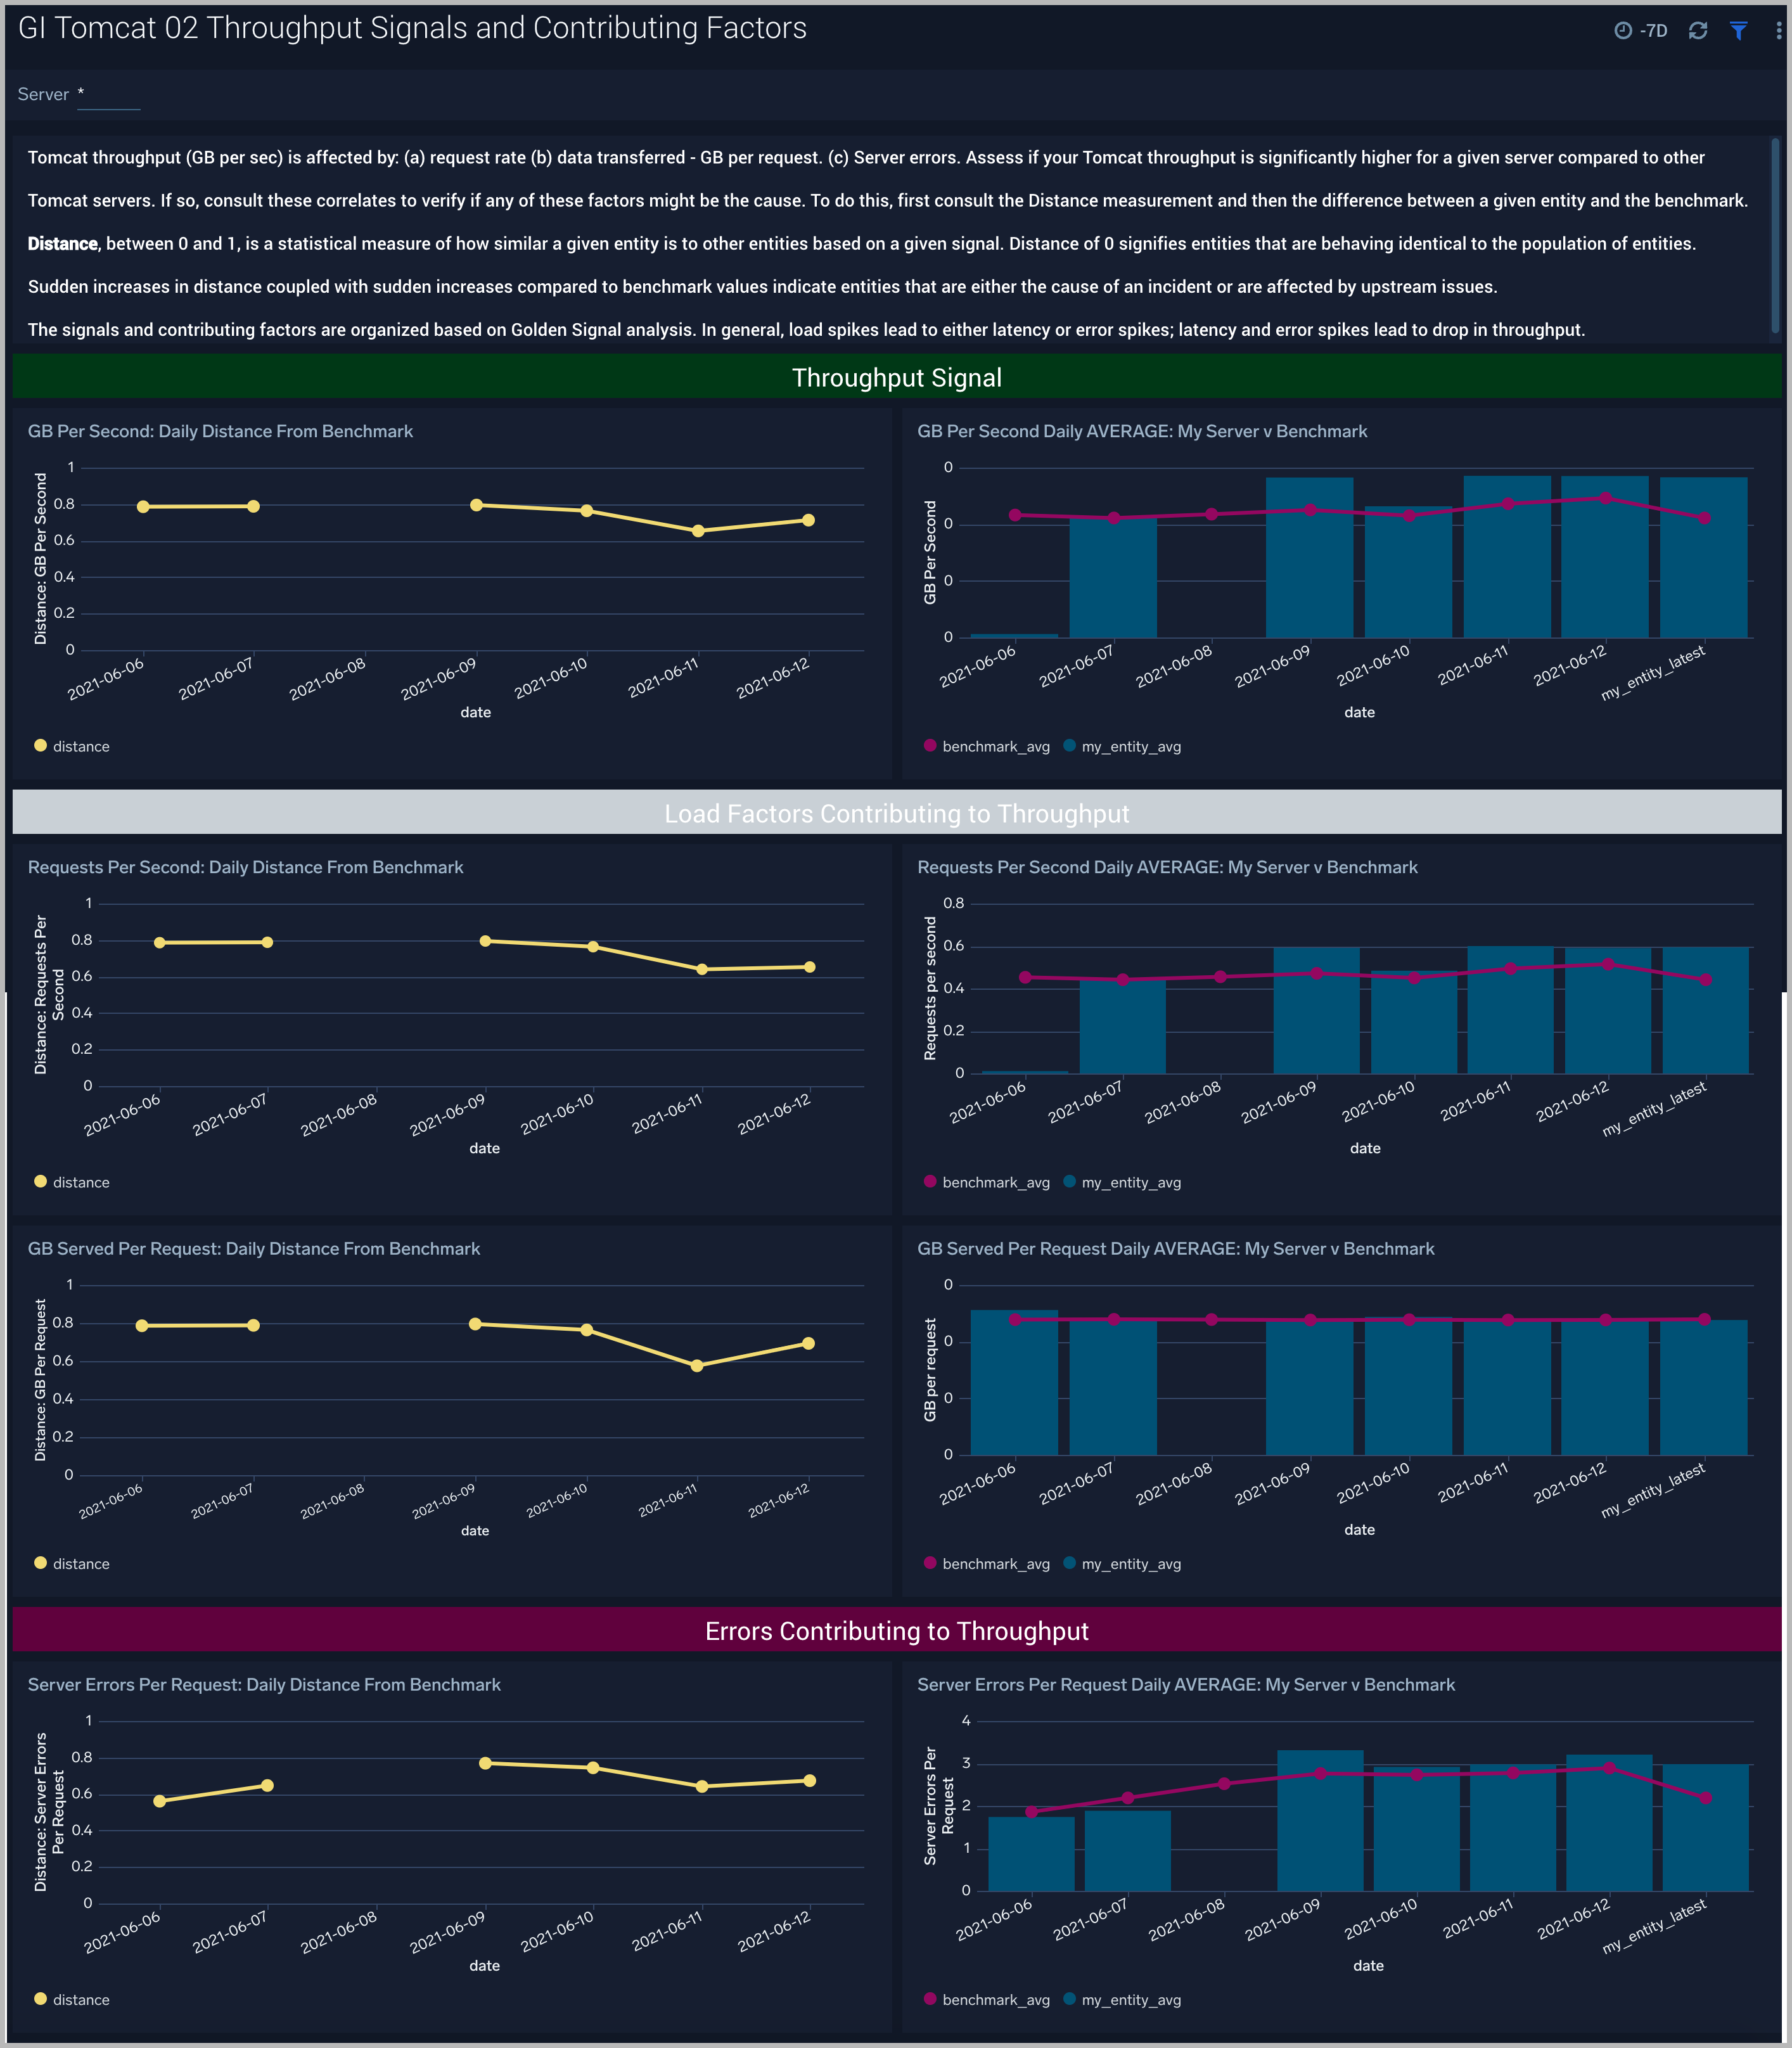 GI Tomcat 02 Throughput Signals and Contributing Factors
-7D
Server *
Tomcat throughput (GB per sec) is affected by: (a) request rate (b) data transferred - GB per request. (c) Server errors. Assess if your Tomcat throughput is significantly higher for a given server compared to other
Tomcat servers. If so, consult these correlates to verify if any of these factors might be the cause. To do this, first consult the Distance measurement and then the difference between a given entity and the benchmark.
Distance, between 0 and 1, is a statistical measure of how similar a given entity is to other entities based on a given signal. Distance of 0 signifies entities that are behaving identical to the population of entities.
Sudden increases in distance coupled with sudden increases compared to benchmark values indicate entities that are either the cause of an incident or are affected by upstream issues.
The signals and contributing factors are organized based on Golden Signal analysis. In general, load spikes lead to either latency or error spikes; latency and error spikes lead to drop in throughput.
Throughput Signal
GB Per Second: Daily Distance From Benchmark
Distance: GB Per Second
1
0.8
0.6
0.4
0.2
0
2021-06-06
2021-06-07
2021-06-08
2021-06-09
2021-06-10
2021-06-11
2021-06-12
date
distance
GB Per Second Daily AVERAGE: My Server v Benchmark
GB Per Second
0
0
0
0
2021-06-06
2021-06-07
2021-06-08
2021-06-09
2021-06-10
2021-06-11
2021-06-12
my_entity_latest
date
benchmark_avg
my_entity_avg
Load Factors Contributing to Throughput
Requests Per Second: Daily Distance From Benchmark
Distance: Requests Per
Second
1
0.8
0.6
0.4
0.2
0
2021-06-06
2021-06-07
2021-06-08
2021-06-09
2021-06-10
2021-06-11
2021-06-12
date
distance
Requests Per Second Daily AVERAGE: My Server v Benchmark
Requests per second
0.8
0.6
0.4
0.2
0
2021-06-06
2021-06-07
2021-06-08
2021-06-09
2021-06-10
2021-06-11
2021-06-12
my_entity_latest
date
benchmark_avg
my_entity_avg
GB Served Per Request: Daily Distance From Benchmark
Distance: GB Per Request
1
0.8
0.6
0.4
0.2
0
2021-06-06
2021-06-07
2021-06-08
2021-06-09
2021-06-10
2021-06-11
2021-06-12
date
distance
GB Served Per Request Daily AVERAGE: My Server v Benchmark
GB per request
0
0
0
0
2021-06-06
2021-06-07
2021-06-08
2021-06-09
2021-06-10
2021-06-11
2021-06-12
my_entity_latest
date
benchmark_avg
my_entity_avg
Errors Contributing to Throughput
Server Errors Per Request: Daily Distance From Benchmark
Distance: Server Errors
Per Request
1
0.8
0.6
0.4
0.2
0
2021-06-06
2021-06-07
2021-06-08
2021-06-09
2021-06-10
2021-06-11
2021-06-12
date
distance
Server Errors Per Request Daily AVERAGE: My Server v Benchmark
Server Errors Per
Request
4
3
2
1
0
2021-06-06
2021-06-07
2021-06-08
2021-06-09
2021-06-10
2021-06-11
2021-06-12
my_entity_latest
date
benchmark_avg
my_entity_avg